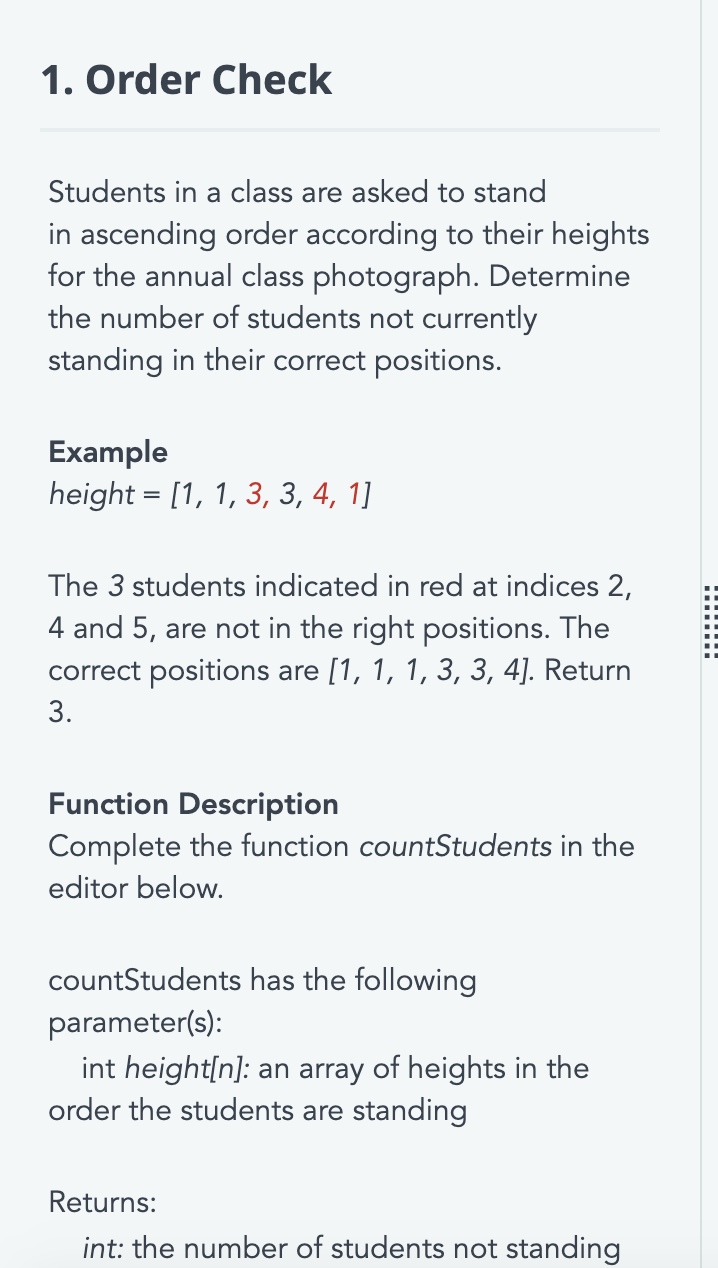 1. Order Check
Students in a class are asked to stand
in ascending order according to their heights
for the annual class photograph. Determine
the number of students not currently
standing in their correct positions.
Example
height = [1, 1, 3, 3, 4, 1]
The 3 students indicated in red at indices 2,
4 and 5, are not in the right positions. The
correct positions are [1, 1, 1, 3, 3, 4]. Return
3.
Function Description
Complete the function countStudents in the
editor below.
countStudents has the following
parameter(s):
int height[n]: an array of heights in the
order the students are standing
Returns:
int: the number of students not standing